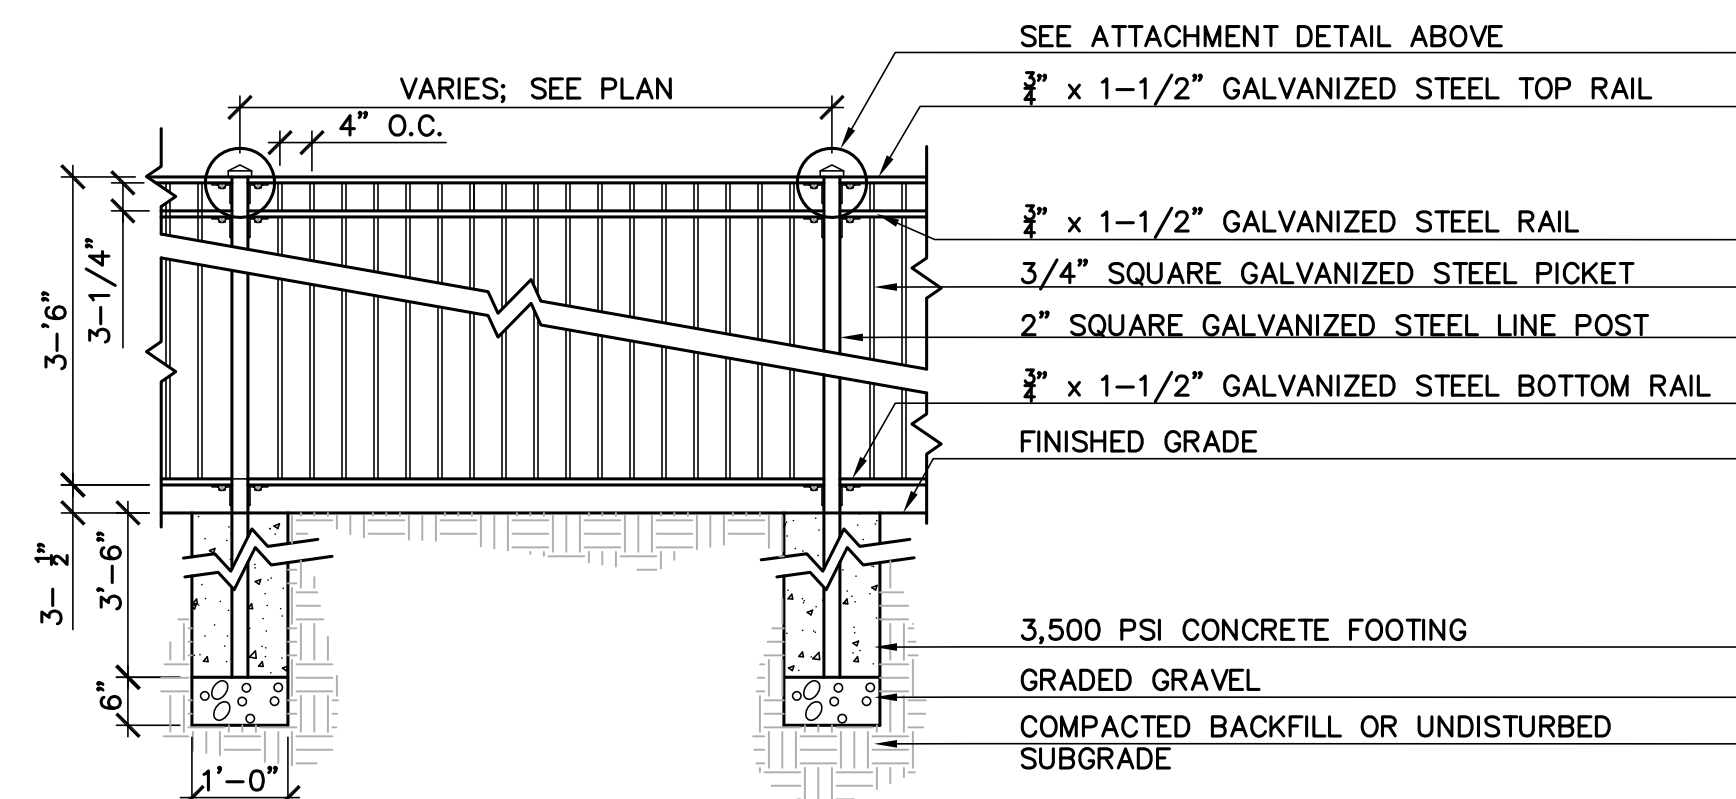 SEE ATTACHMENT DETAIL ABOVE
VARIES; SEE PLAN
3/4" x 1-1/2" GALVANIZED STEEL TOP RAIL
4" O.C.
3/4" x 1-1/2" GALVANIZED STEEL RAIL
3-1/4"
3/4" SQUARE GALVANIZED STEEL PICKET
3-'6"
2" SQUARE GALVANIZED STEEL LINE POST
3/4" x 1-1/2" GALVANIZED STEEL BOTTOM RAIL
FINISHED GRADE
3- 1/2"
3'-6"
3,500 PSI CONCRETE FOOTING
GRADED GRAVEL
6"
COMPACTED BACKFILL OR UNDISTURBED
SUBGRADE
1'-0"